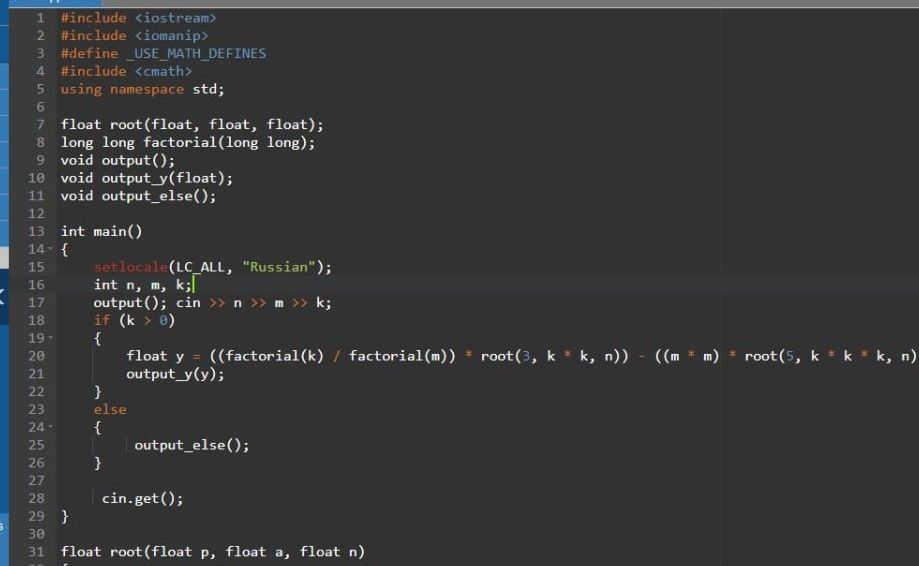 1 #include <iostream>
2 #include <iomanip>
3 #define _USE_MATH_DEFINES
4 #include <cmath>
5 using namespace std;
6
7 float root(float, float, float);
8 long long factorial(long long);
9 void output();
10 void output_y(float);
11 void output_else();
12
13 int main()
14 {
15 setlocale(LC_ALL, "Russian");
16 int n, m, k;
17 output(); cin >> n >> m >> k;
18 if (k > 0)
19 {
20 float y = ((factorial(k) / factorial(m)) * root(3, k * k, n)) - ((m * m) * root(5, k * k * k, n)
21 output_y(y);
22 }
23 else
24 {
25 output_else();
26 }
27
28 cin.get();
29 }
30
31 float root(float p, float a, float n)